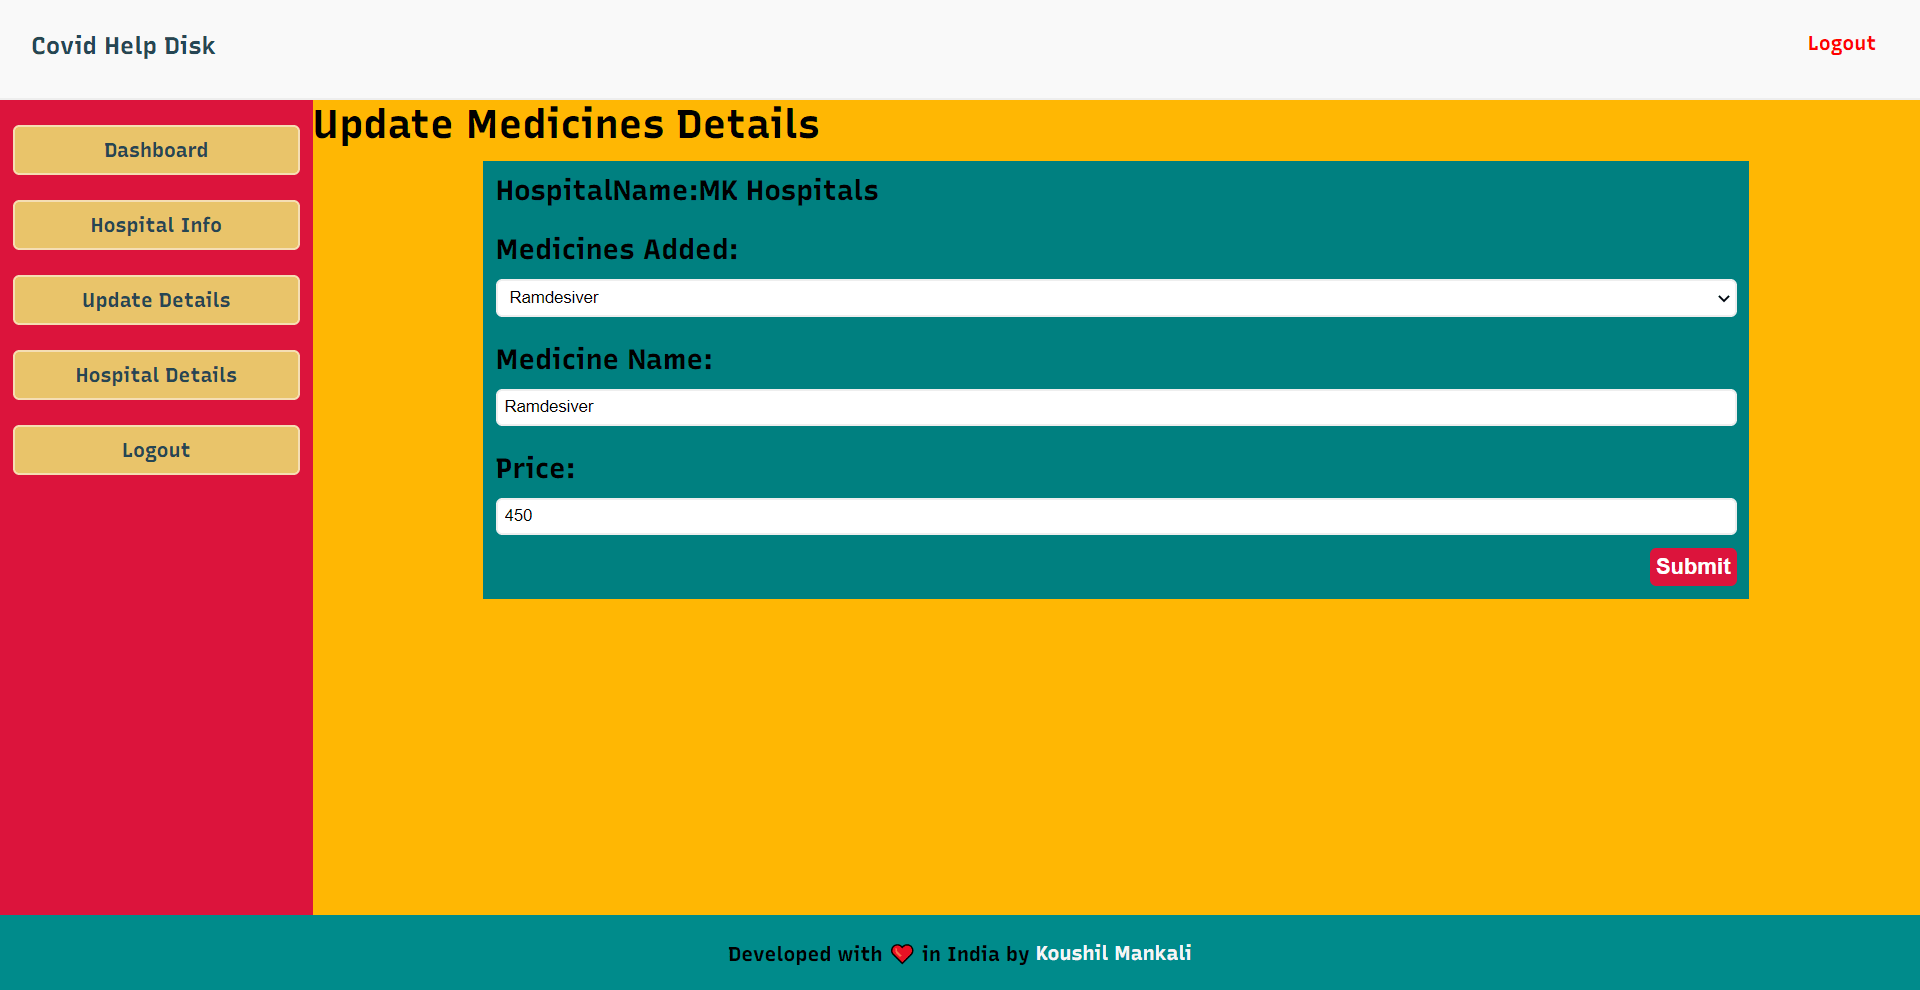 Covid Help Disk
Logout
Dashboard
Hospital Info
Update Details
Hospital Details
Logout
Update Medicines Details
HospitalName:MK Hospitals
Medicines Added:
Ramdesiver
Medicine Name:
Ramdesiver
Price:
450
Submit
Developed with ❤ in India by Koushil Mankali